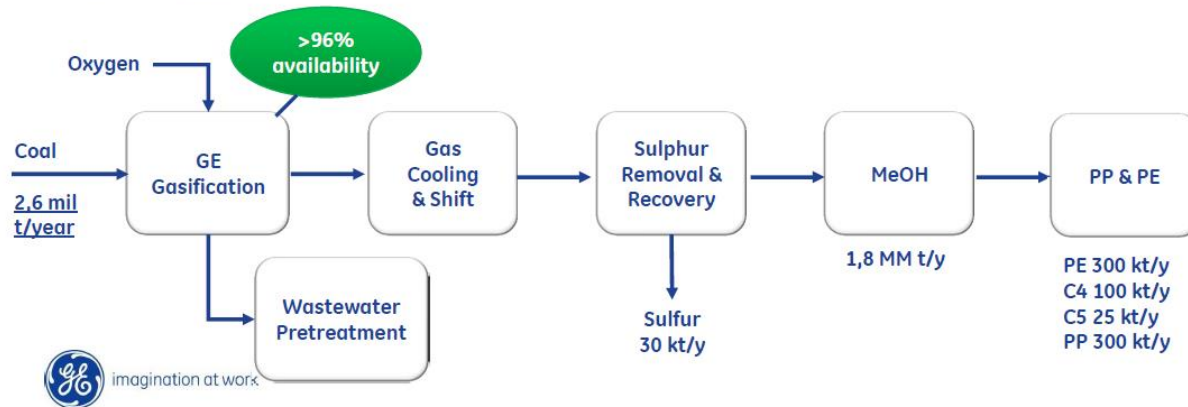 >96%
availability
Oxygen
Coal
2,6 mil
t/year
GE
Gasification
Gas
Cooling
& Shift
Sulphur
Removal &
Recovery
MeOH
PP & PE
1,8 MM t/y
PE 300 kt/y
C4 100 kt/y
C5 25 kt/y
PP 300 kt/y
Wastewater
Pretreatment
Sulfur
30 kt/y
GE imagination at work